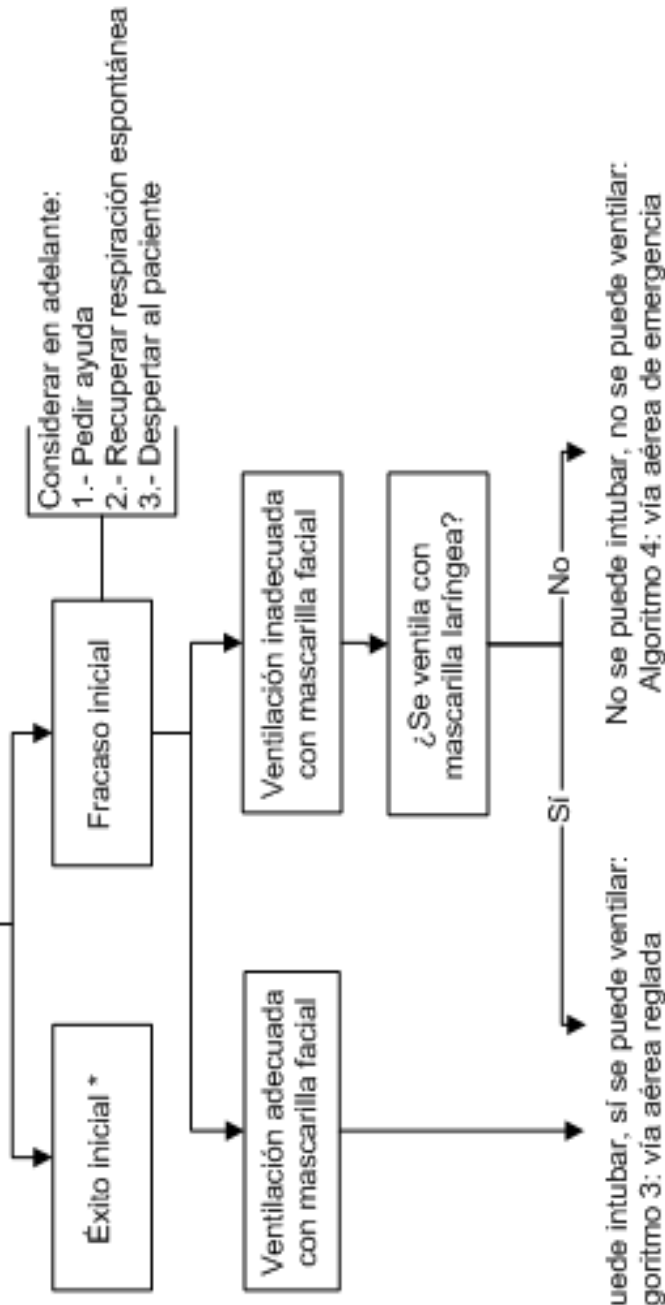 Éxito inicial *
Fracaso inicial
Considerar en adelante:
1.- Pedir ayuda
2.- Recuperar respiración espontánea
3.- Despertar al paciente
Ventilación adecuada
con mascarilla facial
Ventilación inadecuada
con mascarilla facial
¿Se ventila con
mascarilla laríngea?
Sí
No
uede intubar, sí se puede ventilar:
goritmo 3: vía aérea reglada
No se puede intubar, no se puede ventilar:
Algoritmo 4: vía aérea de emergencia